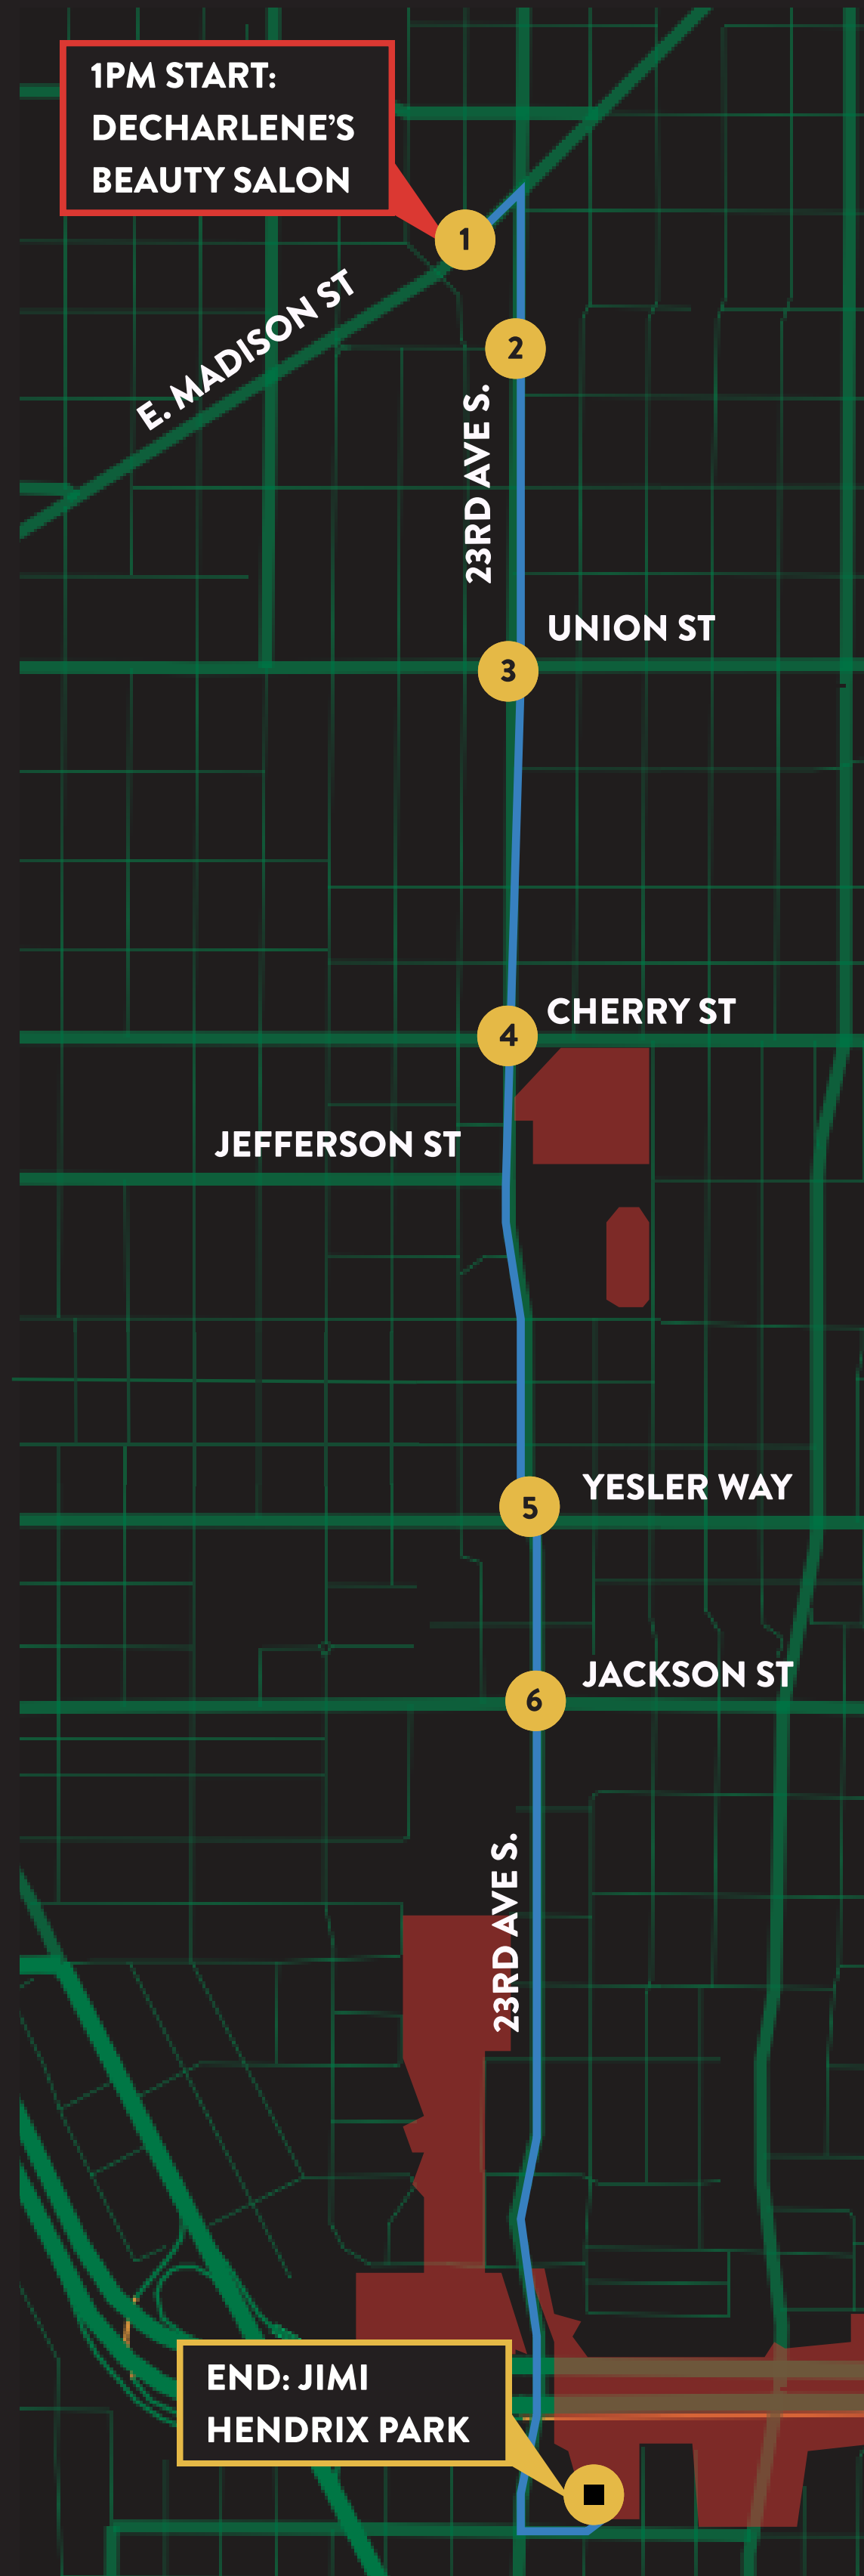 1PM START:
DECHARLENE’S
BEAUTY SALON
1
E. MADISON ST
2
23RD AVE S.
UNION ST
3
CHERRY ST
4
JEFFERSON ST
YESLER WAY
5
JACKSON ST
6
23RD AVE S.
END: JIMI
HENDRIX PARK